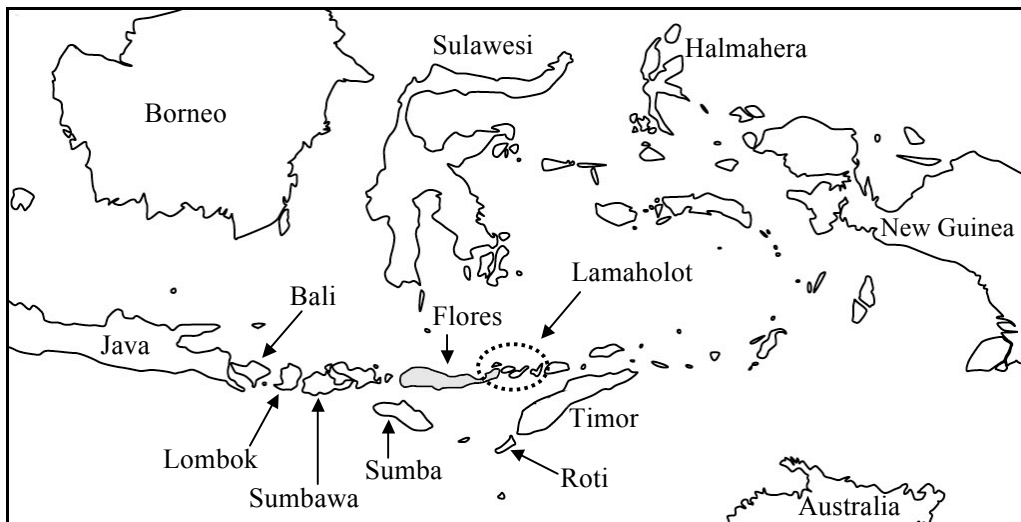 Sulawesi
Halmahera
Borneo
New Guinea
Lamaholot
Bali
Flores
Java
Timor
Lombok
Sumba
Roti
Sumbawa
Australia